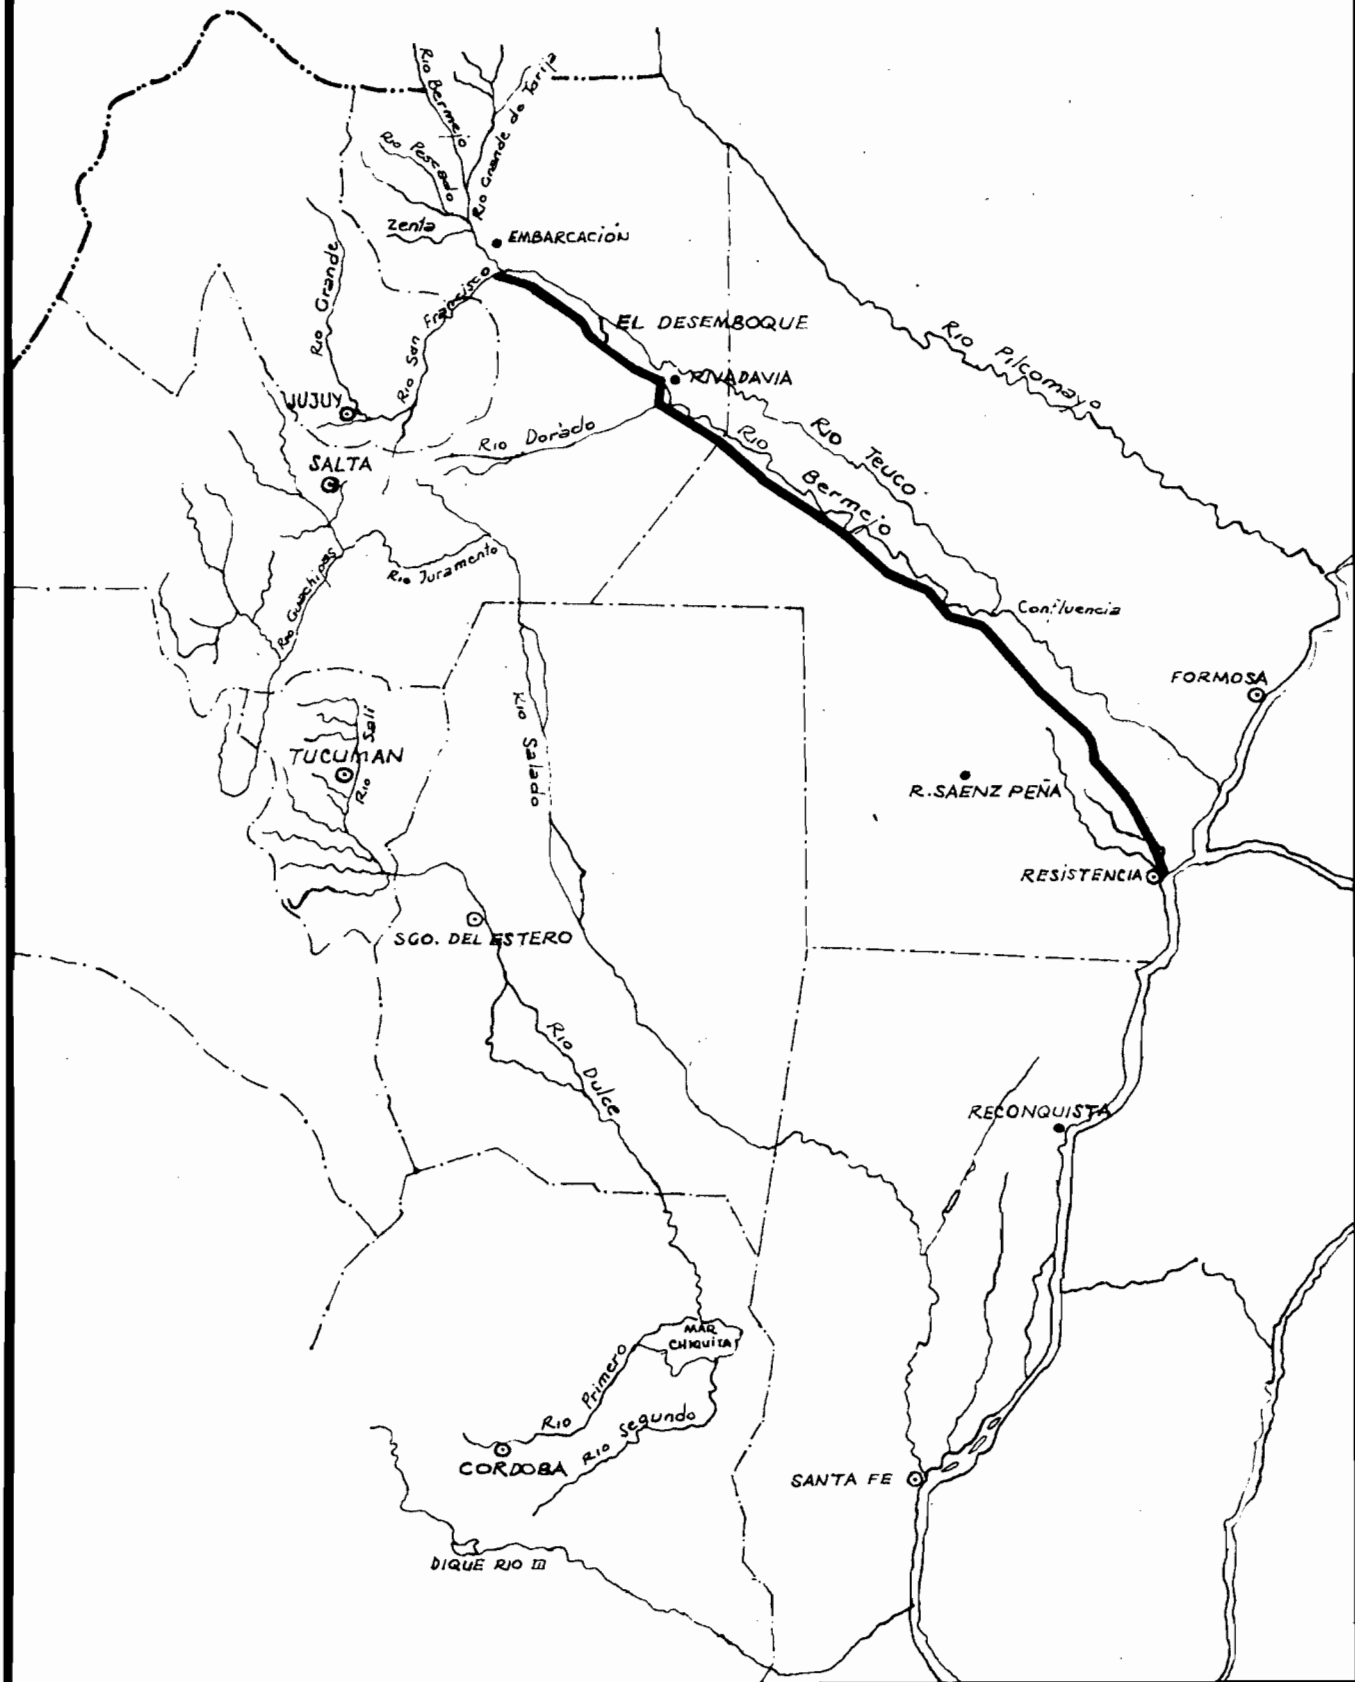 Rio Bermejo
Rio Grande do Tarija
Rio Pescado
Zenta
EMBARCACIÓN
Rio Grande
Rio San Francisco
EL DESEMBOQUE
RIVADAVIA
Rio Pilcomayo
JUJUY
Rio Dorado
Rio Teuco
Rio Bermejo
SALTA
Rio Juramento
Rio Guachipas
Confluencia
FORMOSA
Rio Salado
Rio Sali
TUCUMAN
R. SAENZ PEÑA
RESISTENCIA
SGO. DEL ESTERO
Rio Dulce
RECONQUISTA
MAR
CHIQUITA
Rio Primero
Rio Segundo
CORDOBA
SANTA FE
DIQUE RIO III